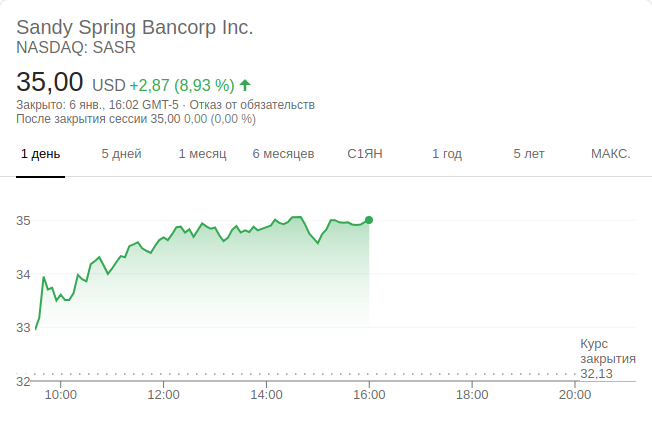 Sandy Spring Bancorp Inc.
NASDAQ: SASR
35,00 USD +2,87 (8,93 %)
Закрыто: 6 янв., 16:02 GMT-5 · Отказ от обязательств
После закрытия сессии 35,00 0,00 (0,00 %)
1 день 5 дней 1 месяц 6 месяцев С1ЯН 1 год 5 лет МАКС.
35
34
33
Курс
закрытия
32,13
32
10:00 12:00 14:00 16:00 18:00 20:00